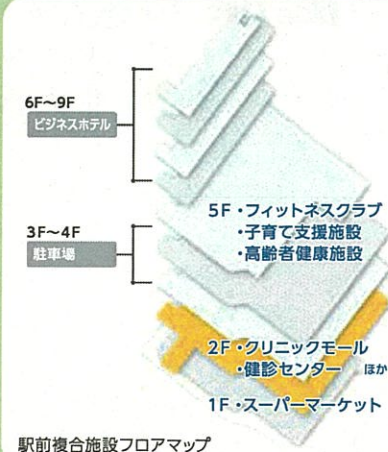 6F~9F
ビジネスホテル
5F・フィットネスクラブ
・子育て支援施設
・高齢者健康施設
3F~4F
駐車場
2F・クリニックモール
・健診センター ほか
1F・スーパーマーケット
駅前複合施設フロアマップ